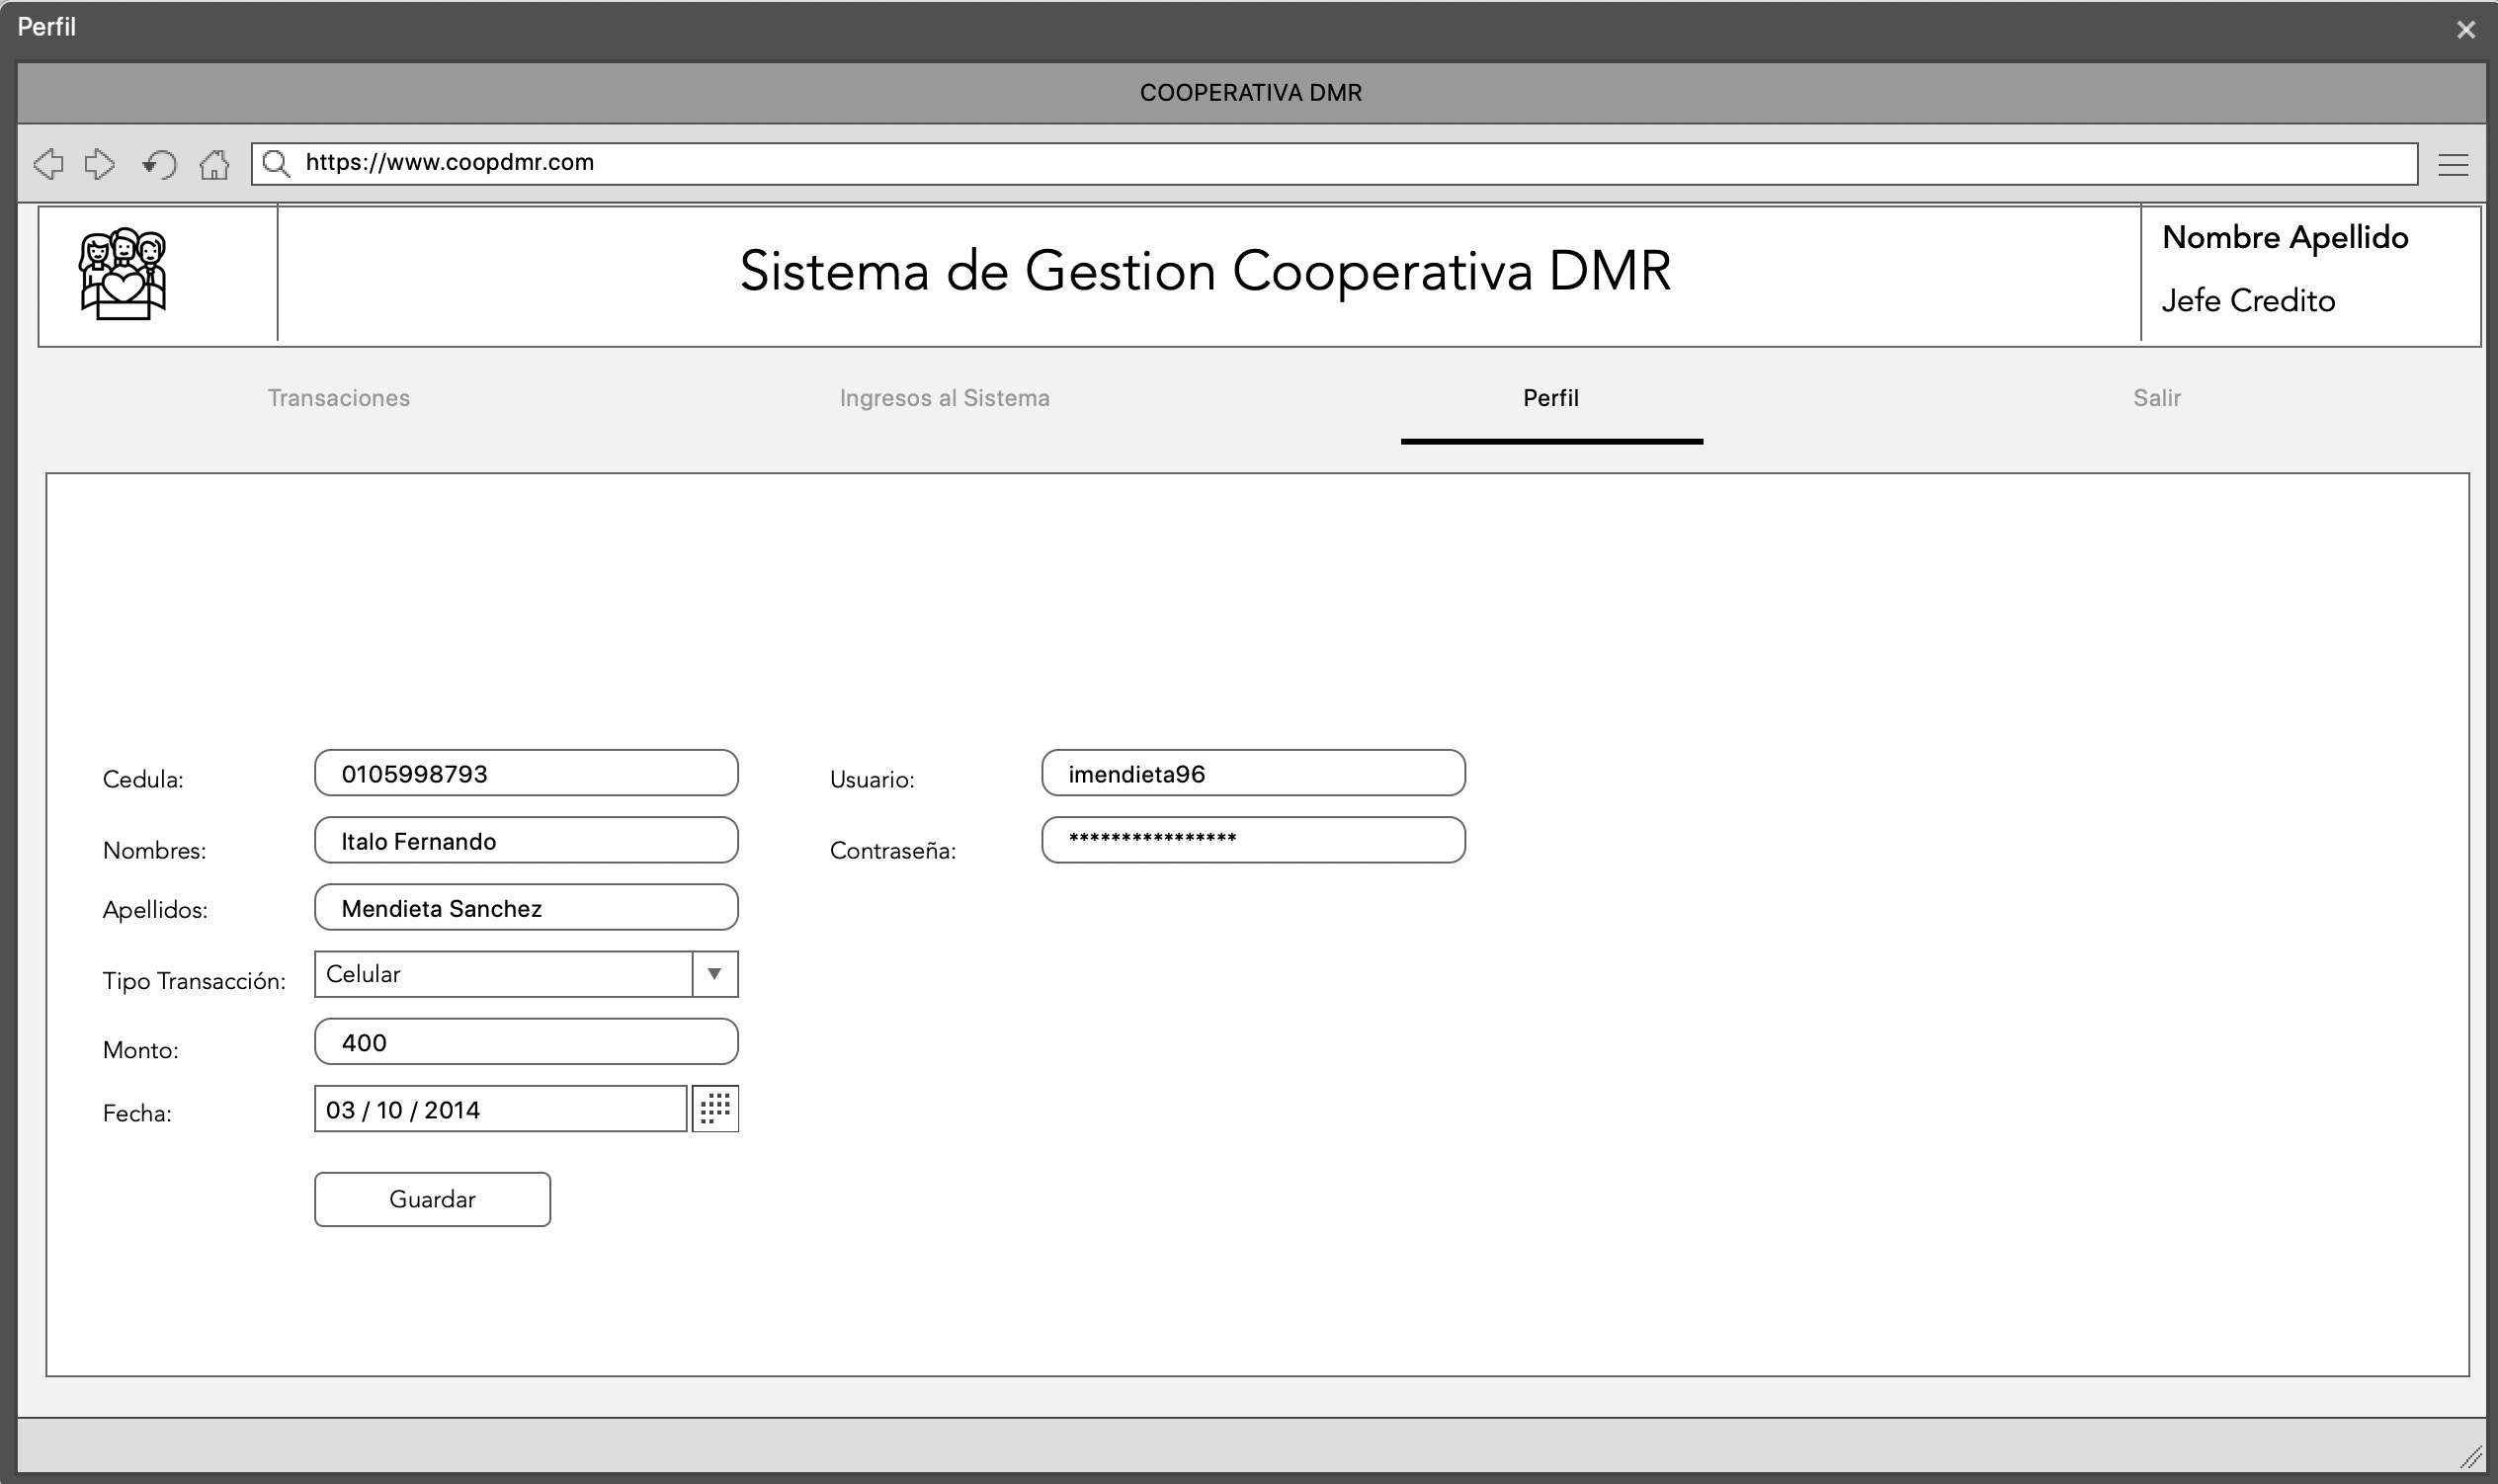 Perfil
COOPERATIVA DMR
https://www.coopdmr.com
Sistema de Gestion Cooperativa DMR
Nombre Apellido
Jefe Credito
Transaciones
Ingresos al Sistema
Perfil
Salir
Cedula:
0105998793
Usuario:
imendieta96
Nombres:
Italo Fernando
Contraseña:
****************
Apellidos:
Mendieta Sanchez
Tipo Transacción:
Celular
Monto:
400
Fecha:
03 / 10 / 2014
Guardar